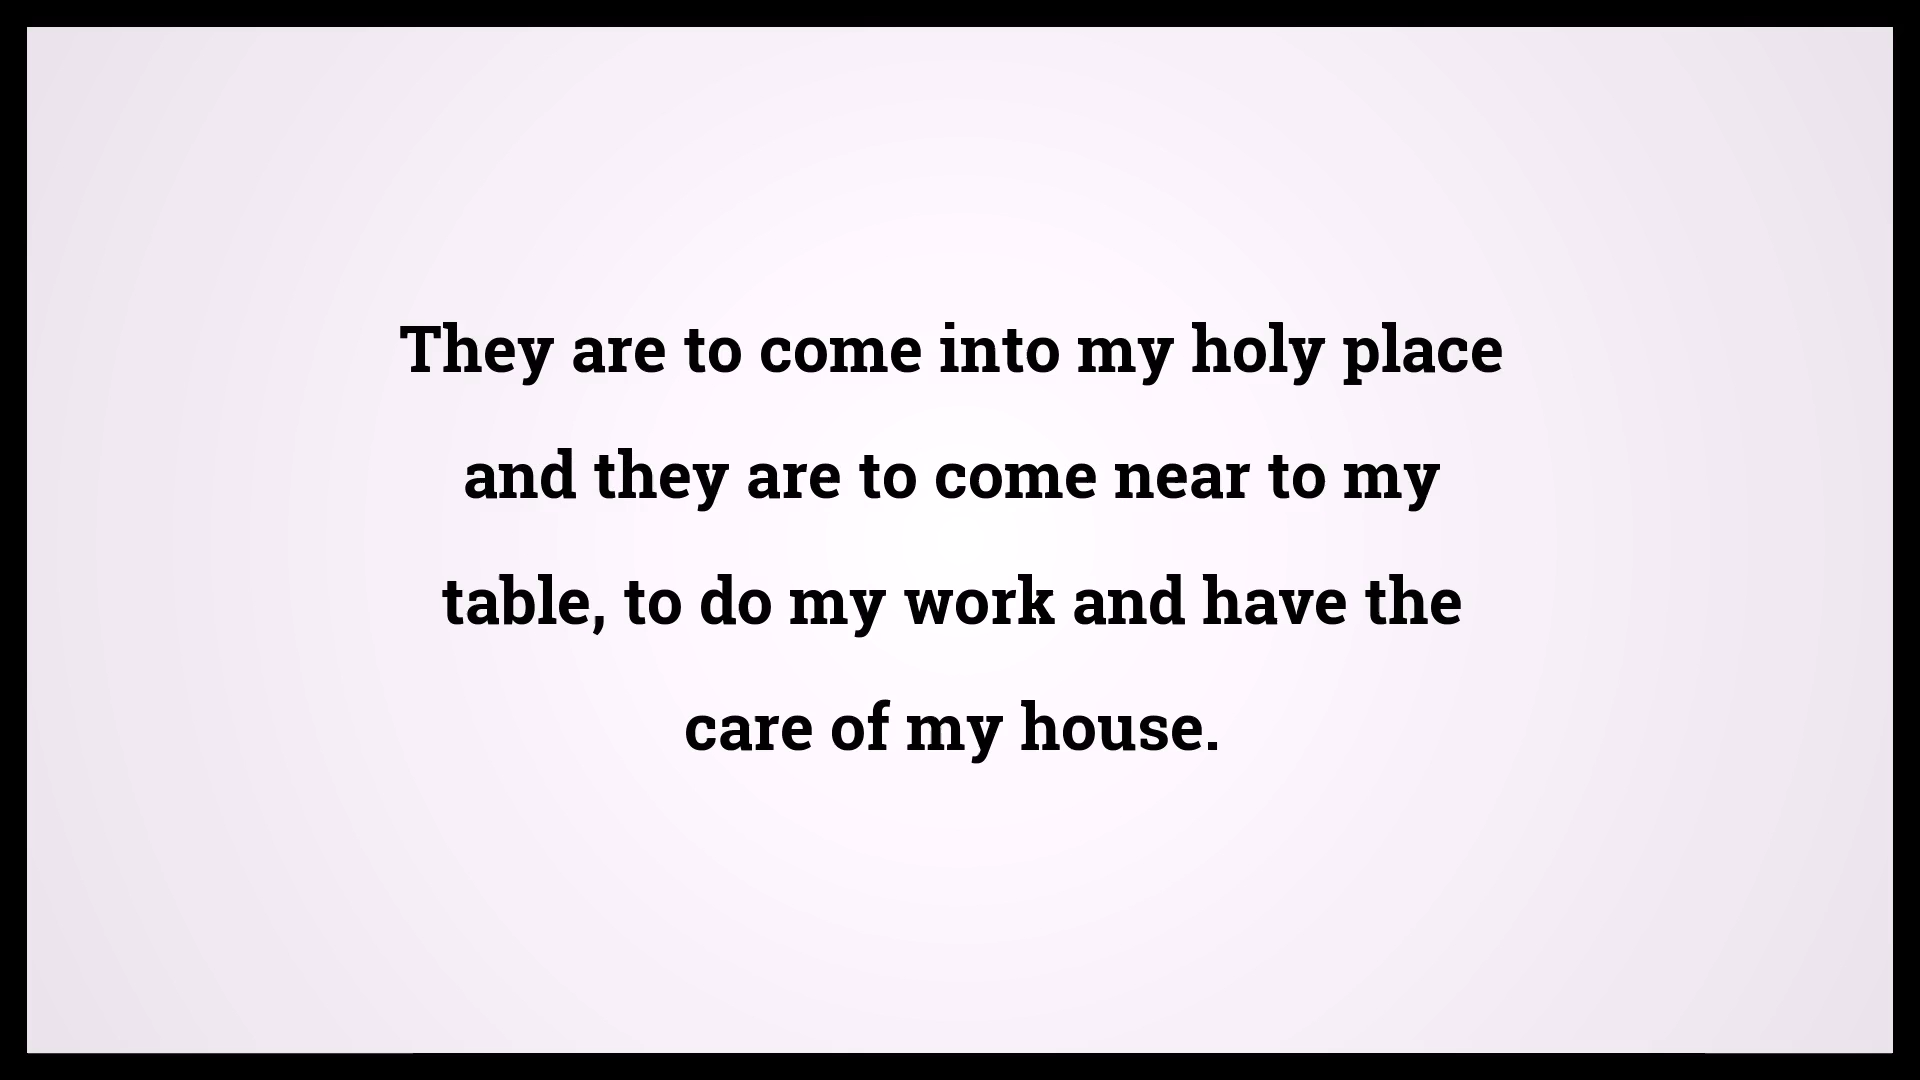 They are to come into my holy place
and they are to come near to my
table, to do my work and have the
care of my house.